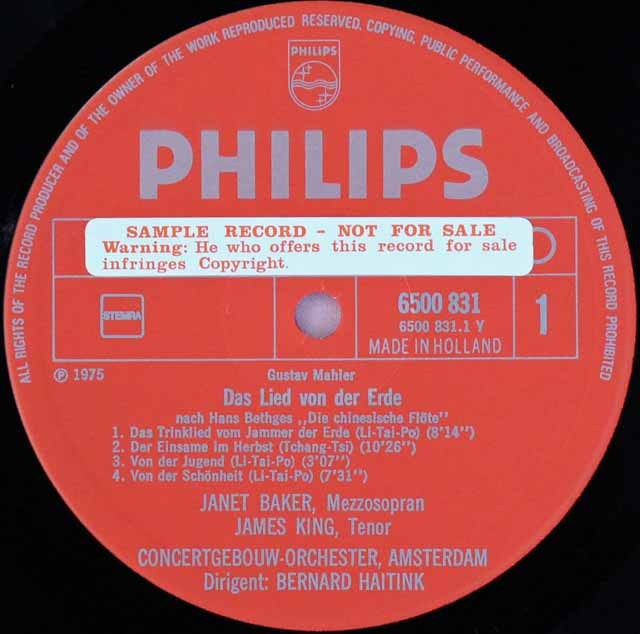 ALL RIGHTS OF THE RECORD PRODUCER AND OF THE OWNER OF THE WORK REPRODUCED RESERVED. COPYING, PUBLIC PERFORMANCE AND BROADCASTING OF THIS RECORD PROHIBITED
PHILIPS
PHILIPS
SAMPLE RECORD - NOT FOR SALE
Warning: He who offers this record for sale
infringes Copyright.
STEMRA
6500 831
6500 831.1 Y
MADE IN HOLLAND
1
Ⓟ 1975
Gustav Mahler
Das Lied von der Erde
nach Hans Bethges „Die chinesische Flöte"
1. Das Trinklied vom Jammer der Erde (Li-Tai-Po) (8'14'')
2. Der Einsame im Herbst (Tchang-Tsi) (10'26'')
3. Von der Jugend (Li-Tai-Po) (3'07'')
4. Von der Schönheit (Li-Tai-Po) (7'31'')
JANET BAKER, Mezzosopran
JAMES KING, Tenor
CONCERTGEBOUW-ORCHESTER, AMSTERDAM
Dirigent: BERNARD HAITINK